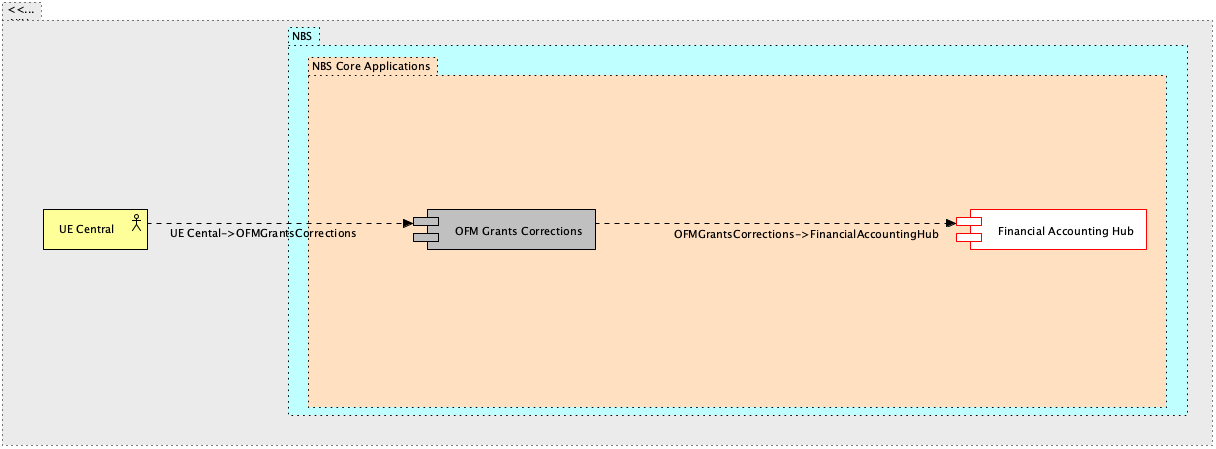 <<...
NBS
NBS Core Applications
UE Central
UE Cental->OFMGrantsCorrections
OFM Grants Corrections
OFMGrantsCorrections->FinancialAccountingHub
Financial Accounting Hub